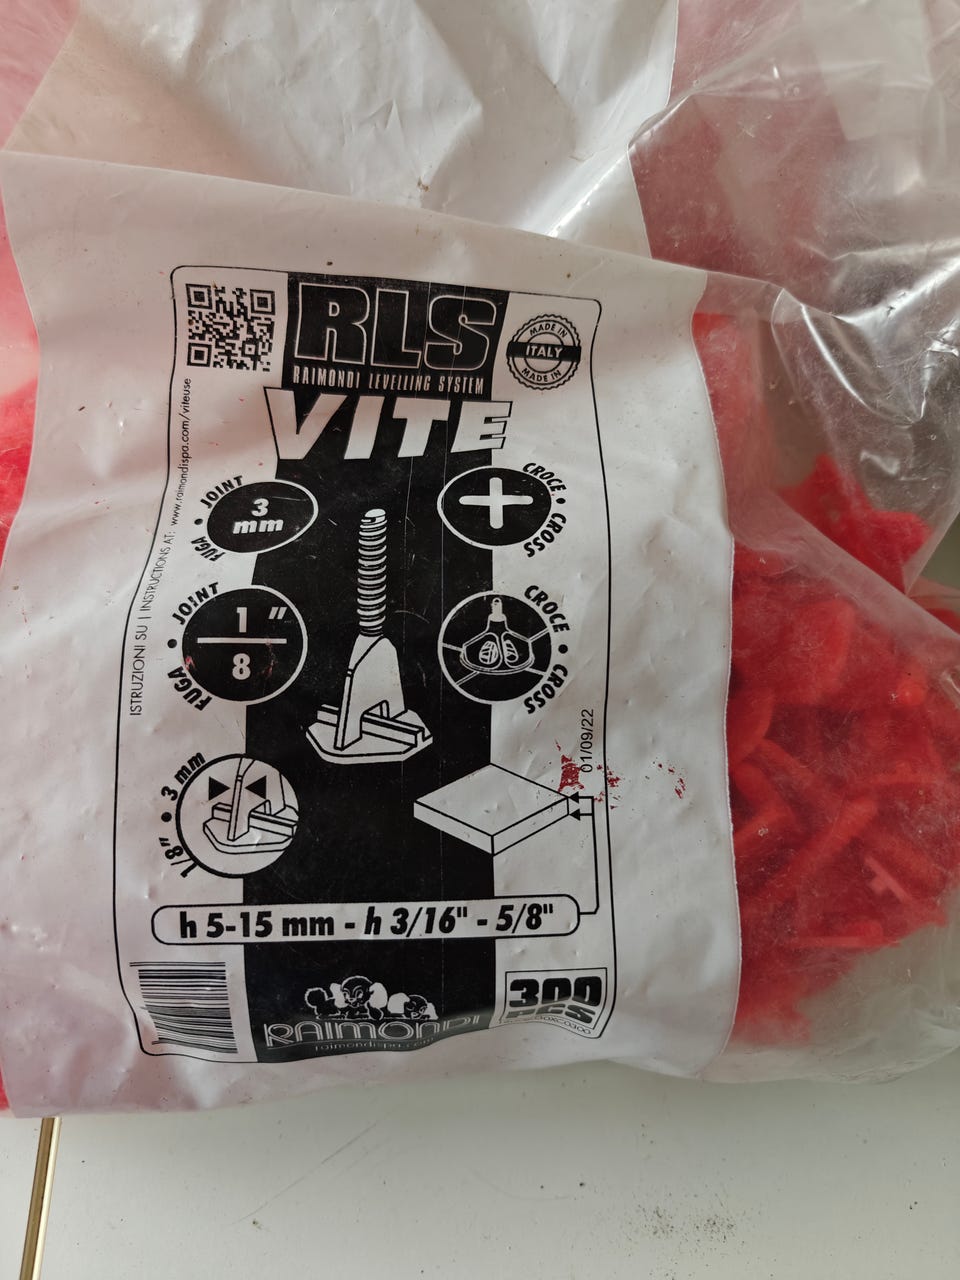 RLS
RAIMONDI LEVELLING SYSTEM
MADE IN
ITALY
MADE IN
VITE
ISTRUZIONI SU | INSTRUCTIONS AT: www.raimondispa.com/viteuse
FUGA • JOINT
3
mm
CROCE • CROSS
FUGA • JOINT
1"
8
CROCE • CROSS
1/8" • 3 mm
01/09/22
h 5-15 mm - h 3/16" - 5/8"
RAIMONDI
raimondispa.com
300
PCS